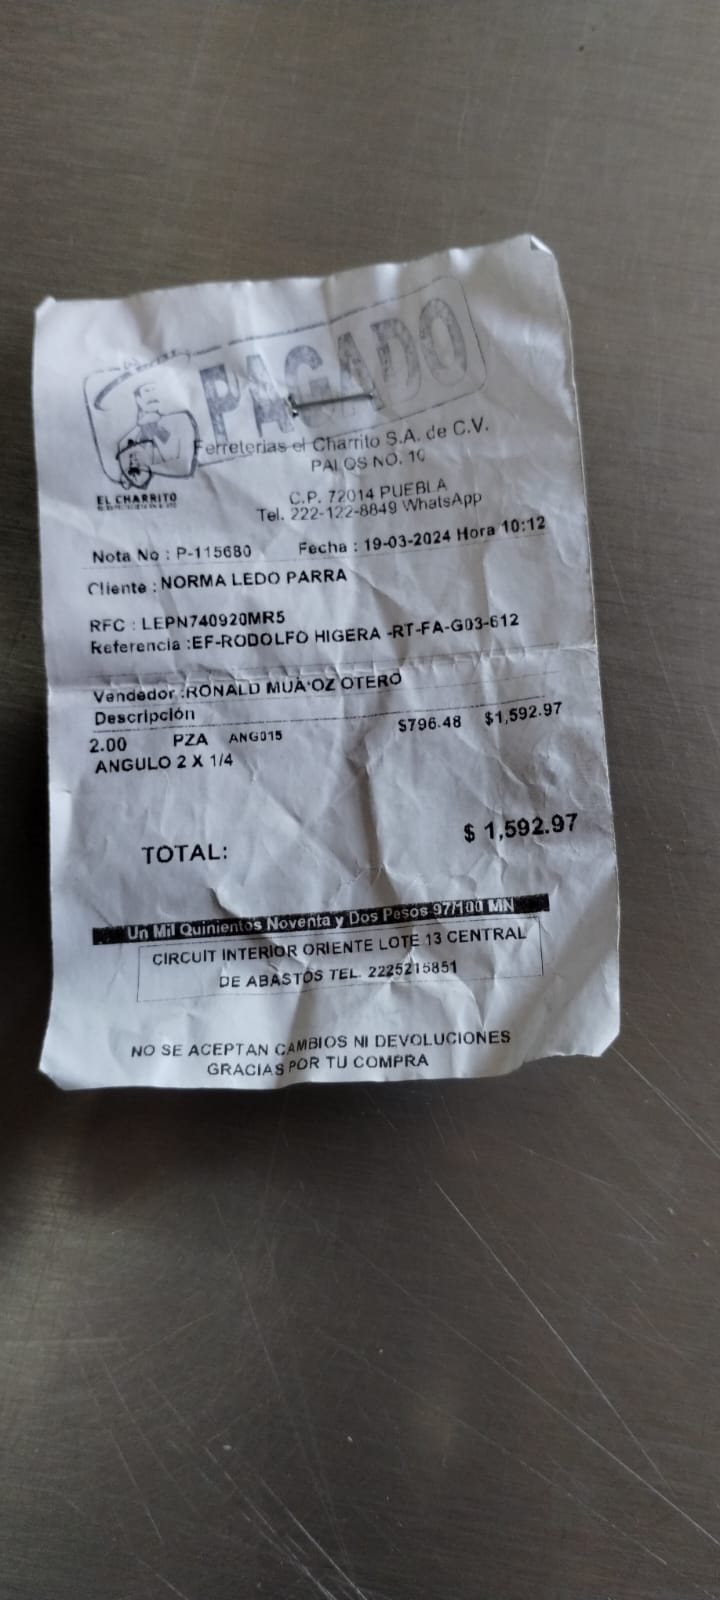 PAGADO
Ferreterias el Charrito S.A. de C.V.
PALOS NO. 10
EL CHARRITO
C.P. 72014 PUEBLA
Tel. 222-122-8849 WhatsApp
Nota No : P-115680 Fecha : 19-03-2024 Hora 10:12
Cliente : NORMA LEDO PARRA
RFC : LEPN740920MR5
Referencia :EF-RODOLFO HIGERA -RT-FA-G03-612
Vendedor :RONALD MUÃ‘OZ OTERO
Descripción
2.00 PZA ANG015 $796.48 $1,592.97
ANGULO 2 X 1/4
TOTAL: $ 1,592.97
Un Mil Quinientos Noventa y Dos Pesos 97/100 MN
CIRCUIT INTERIOR ORIENTE LOTE 13 CENTRAL
DE ABASTOS TEL. 2225215851
NO SE ACEPTAN CAMBIOS NI DEVOLUCIONES
GRACIAS POR TU COMPRA